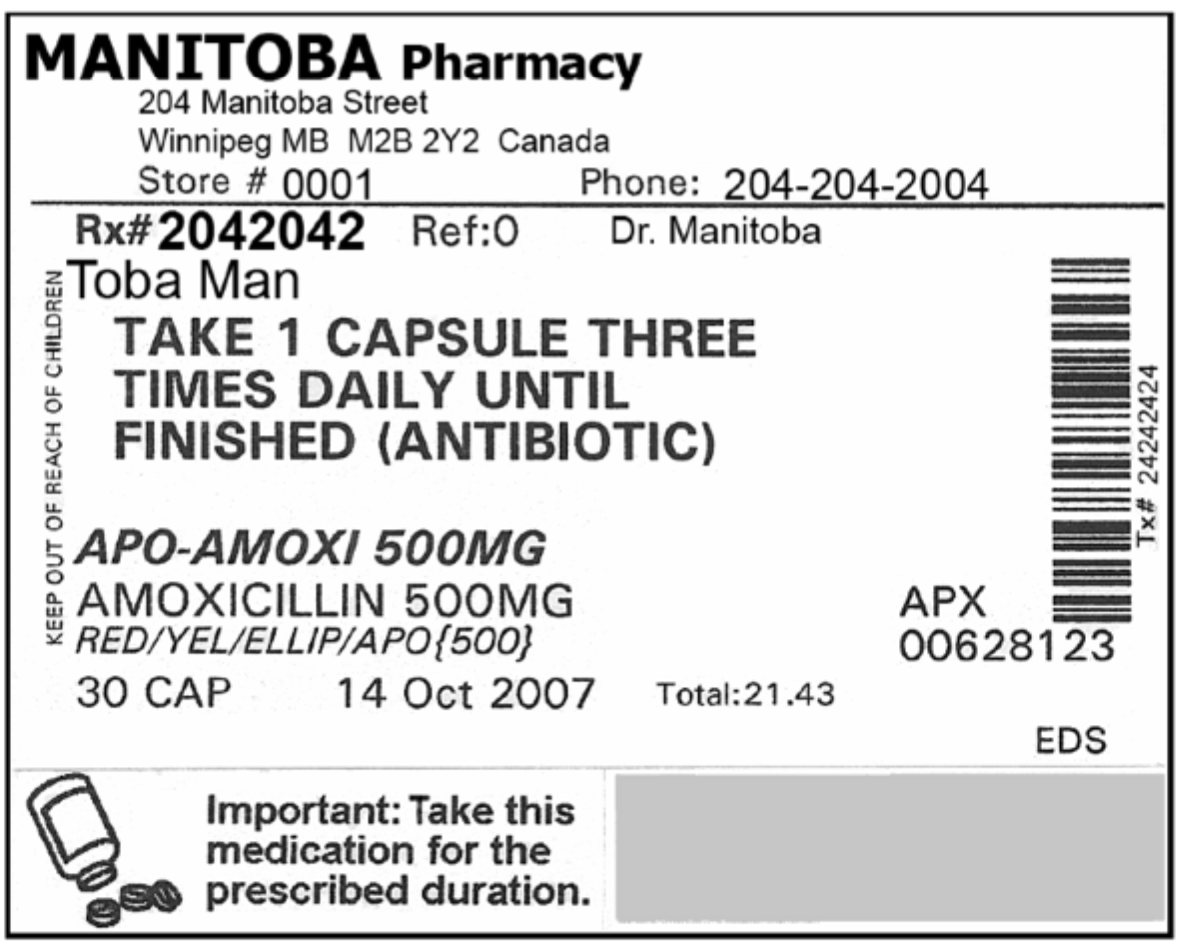 MANITOBA Pharmacy
204 Manitoba Street
Winnipeg MB M2B 2Y2 Canada
Store # 0001 Phone: 204-204-2004
Rx#2042042 Ref:0 Dr. Manitoba
Toba Man
TAKE 1 CAPSULE THREE
TIMES DAILY UNTIL
FINISHED (ANTIBIOTIC)
KEEP OUT OF REACH OF CHILDREN
Tx# 24242424
APO-AMOXI 500MG
AMOXICILLIN 500MG APX
RED/YEL/ELLIP/APO{500} 00628123
30 CAP 14 Oct 2007 Total:21.43
EDS
Important: Take this
medication for the
prescribed duration.